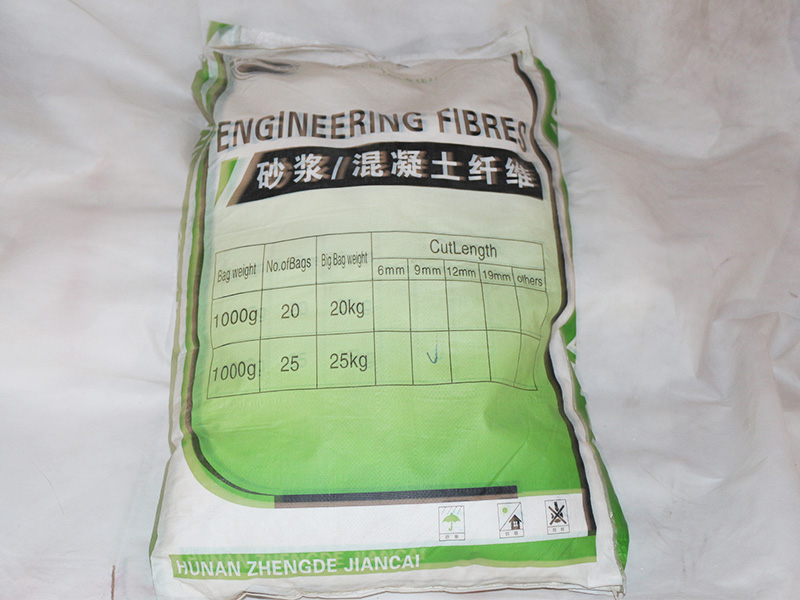 ENGINEERING FIBRES
砂浆/混凝土纤维
Bag weight No.ofBags Big Bag weight CutLength
6mm 9mm 12mm 19mm others
1000g 20 20kg
1000g 25 25kg
HUNAN ZHENGDE JIANCAI